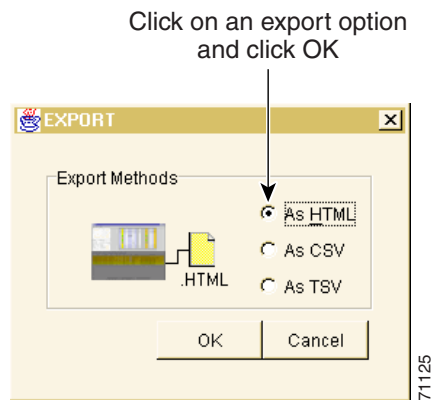 Click on an export option
and click OK
EXPORT
Export Methods
As HTML
As CSV
.HTML
As TSV
OK Cancel
71125